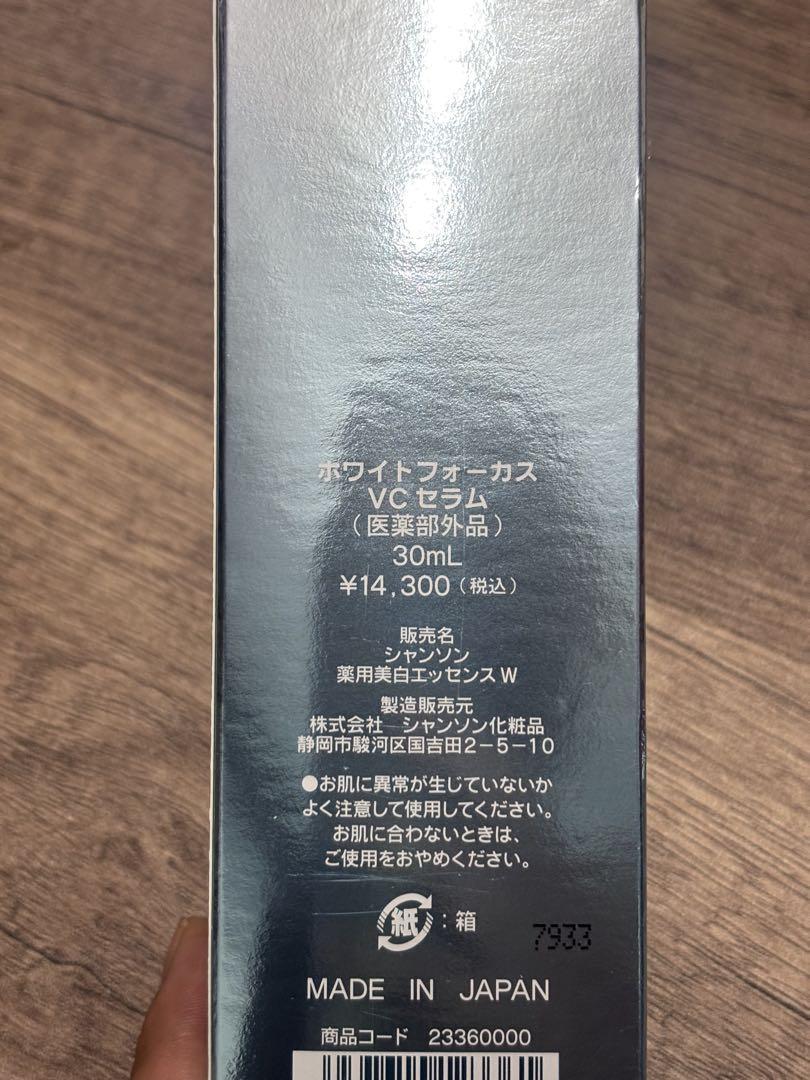 ホワイトフォーカス
VC セラム
（医薬部外品）
30mL
¥14,300（税込）
販売名
シャンソン
薬用美白エッセンス W
製造販売元
株式会社　シャンソン化粧品
静岡市駿河区国吉田2－5－10
●お肌に異常が生じていないか
よく注意して使用してください。
お肌に合わないときは、
ご使用をおやめください。
紙：箱
7933
MADE IN JAPAN
商品コード 23360000